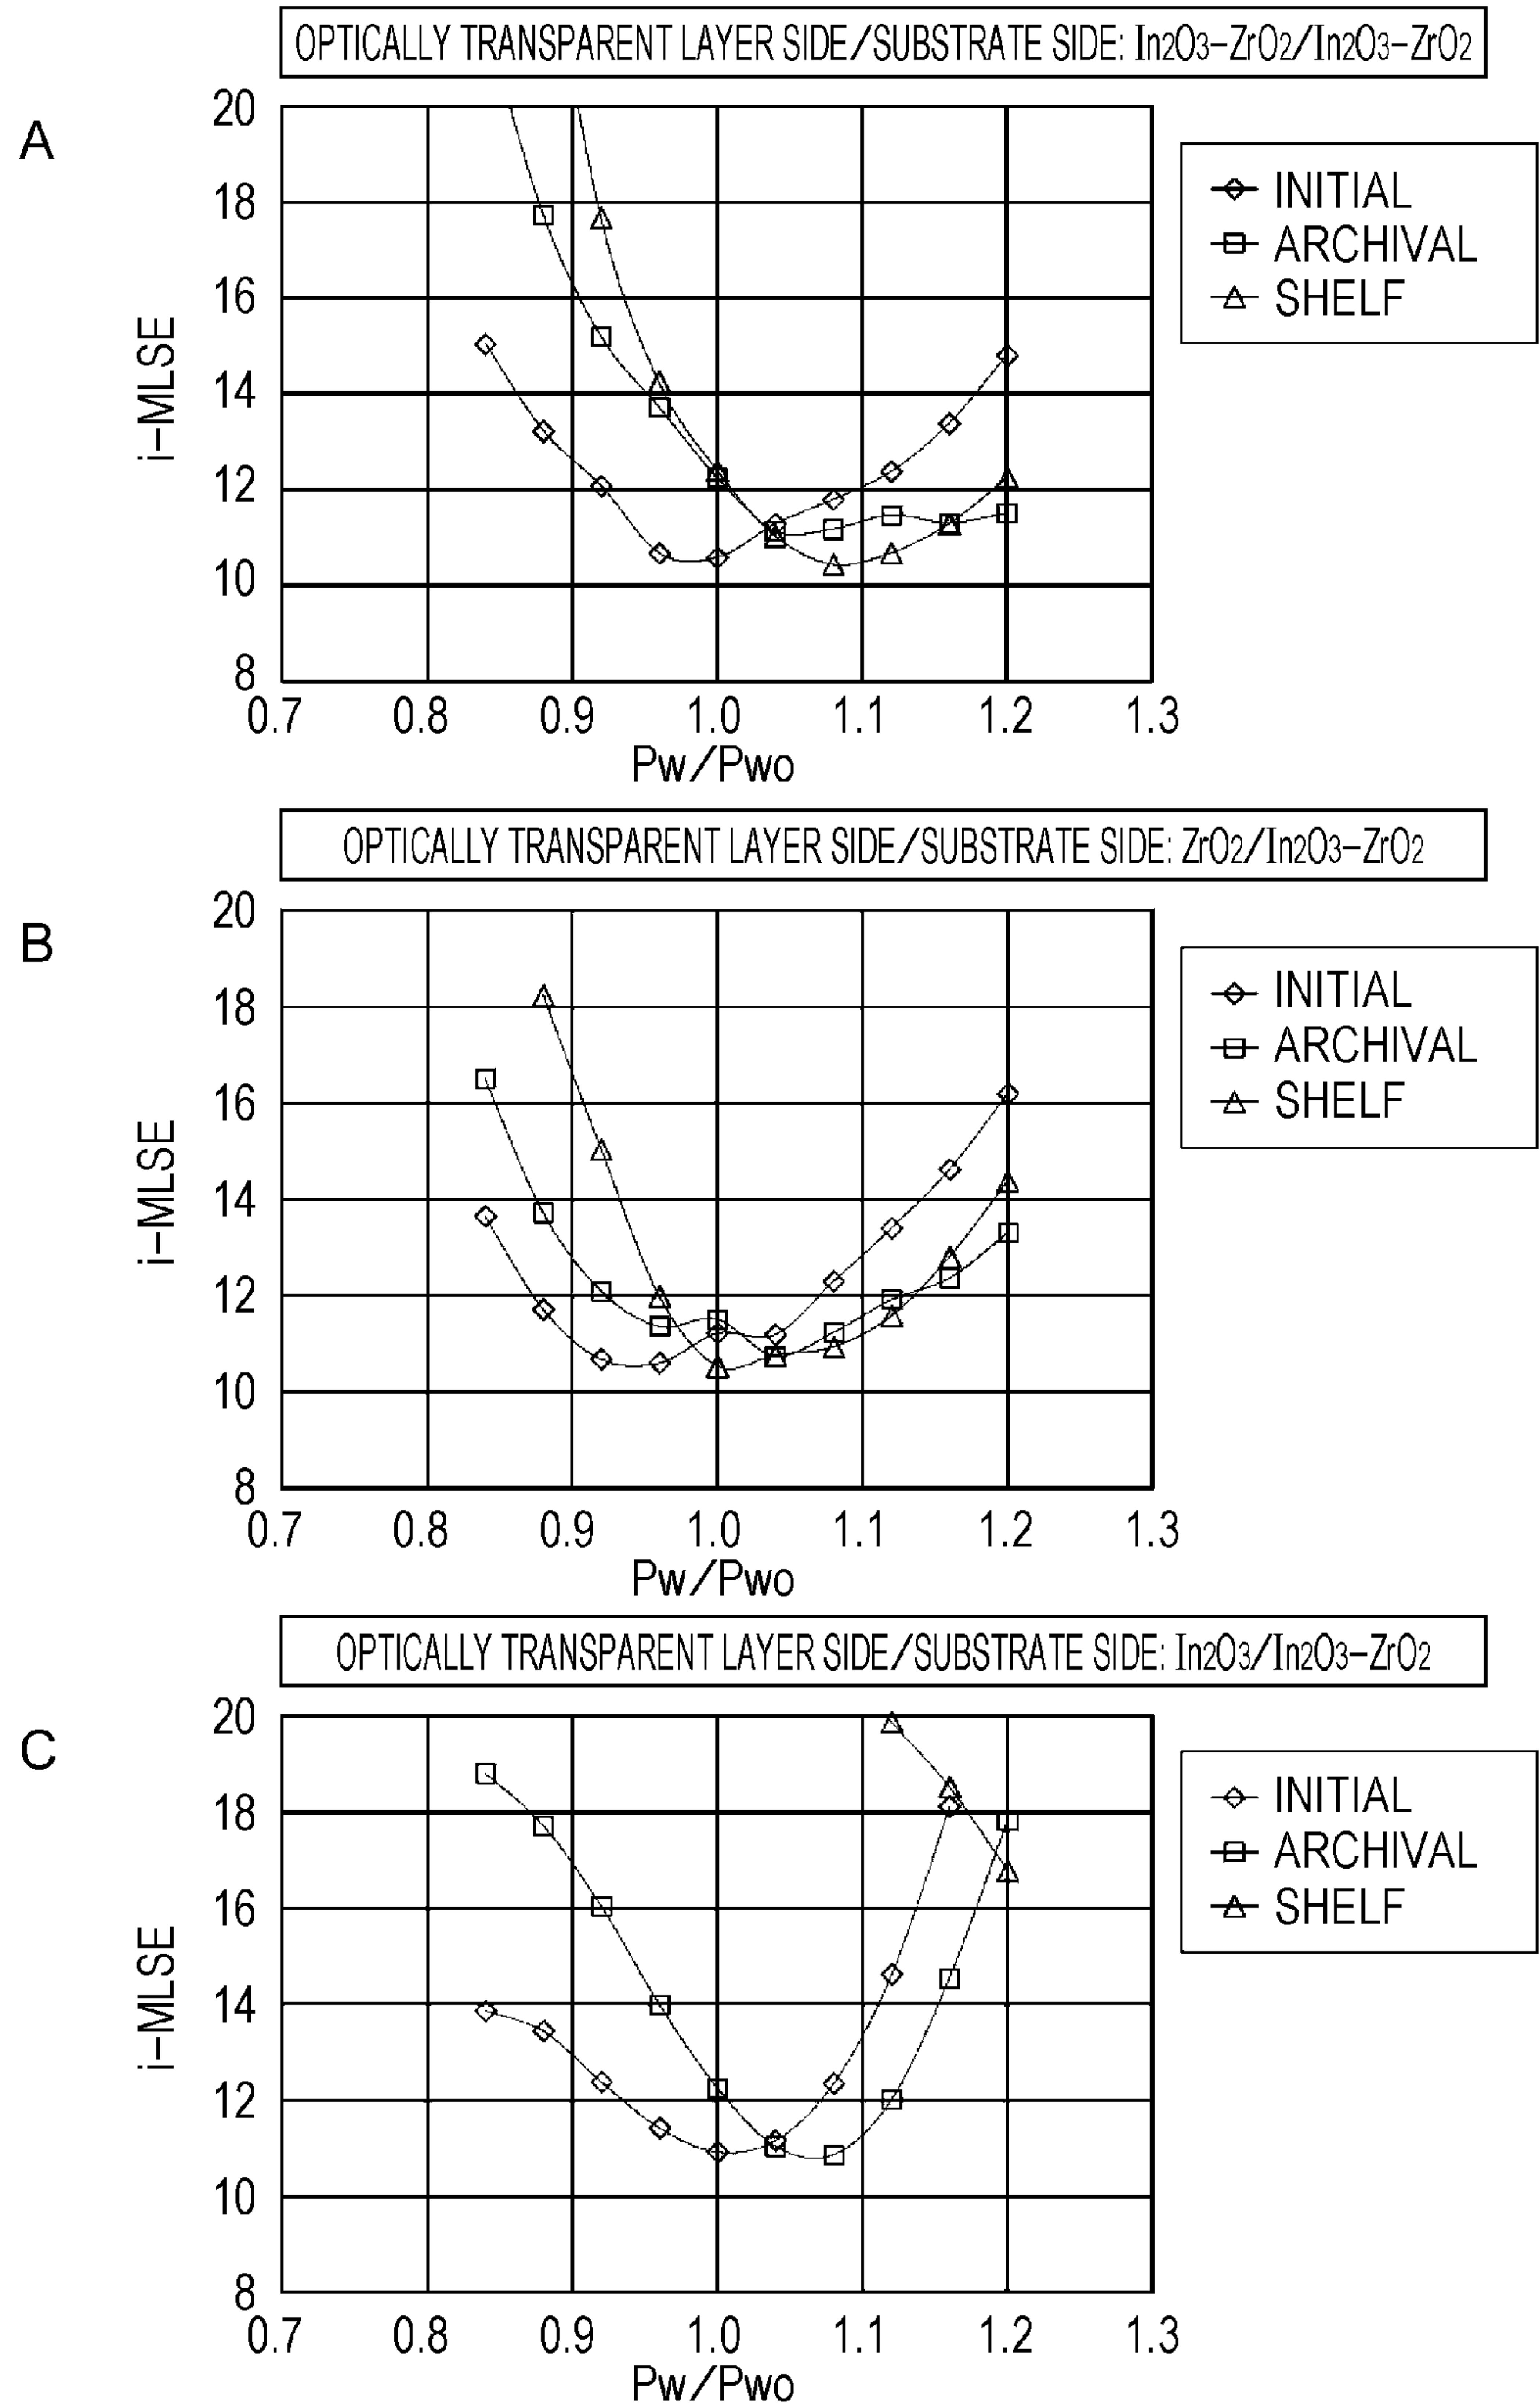 OPTICALLY TRANSPARENT LAYER SIDE/SUBSTRATE SIDE: In2O3-ZrO2/In2O3-ZrO2
A
20
18
16
14
12
10
8
i-MLSE
0.7 0.8 0.9 1.0 1.1 1.2 1.3
Pw/Pwo
INITIAL
ARCHIVAL
SHELF
OPTICALLY TRANSPARENT LAYER SIDE/SUBSTRATE SIDE: ZrO2/In2O3-ZrO2
B
20
18
16
14
12
10
8
i-MLSE
0.7 0.8 0.9 1.0 1.1 1.2 1.3
Pw/Pwo
INITIAL
ARCHIVAL
SHELF
OPTICALLY TRANSPARENT LAYER SIDE/SUBSTRATE SIDE: In2O3/In2O3-ZrO2
C
20
18
16
14
12
10
8
i-MLSE
0.7 0.8 0.9 1.0 1.1 1.2 1.3
Pw/Pwo
INITIAL
ARCHIVAL
SHELF